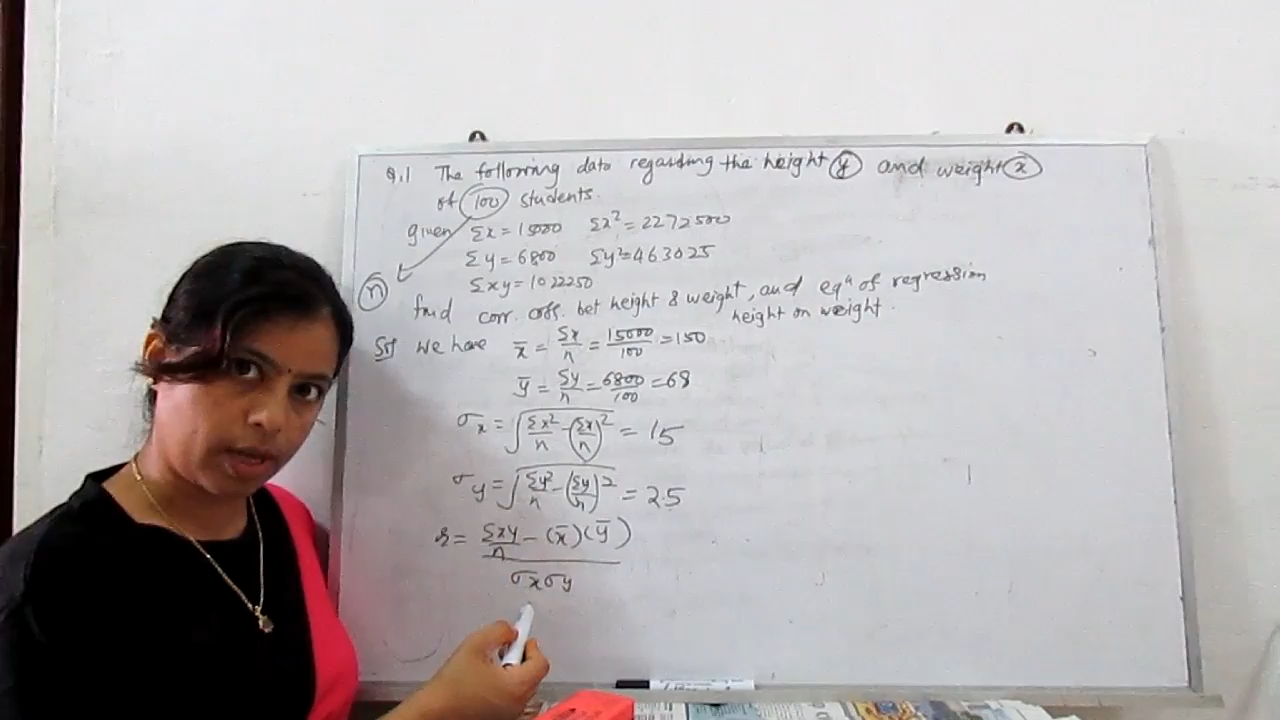 Q.1 The following data regarding the height (y) and weight (x)
of 100 students.
given Σx = 15000 Σx² = 2272500
Σy = 6800 Σy² = 463025
Σxy = 1022250
n
find corr. coff. bet height & weight, and eqⁿ of regression
height on weight.
Solⁿ we have x̄ = Σx/n = 15000/100 = 150
ȳ = Σy/n = 6800/100 = 68
σx = √(Σx²/n - (Σx/n)²) = 15
σy = √(Σy²/n - (Σy/n)²) = 2.5
r = (Σxy/n - (x̄)(ȳ)) / σxσy